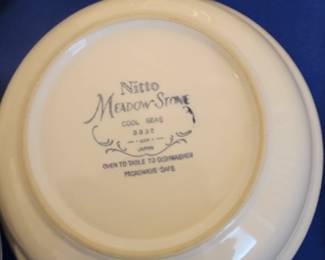 Nitto
MEADOW STONE
COOL SEAS
JAPAN
OVEN TO TABLE TO DISHWASHER
MICROWAVE SAFE